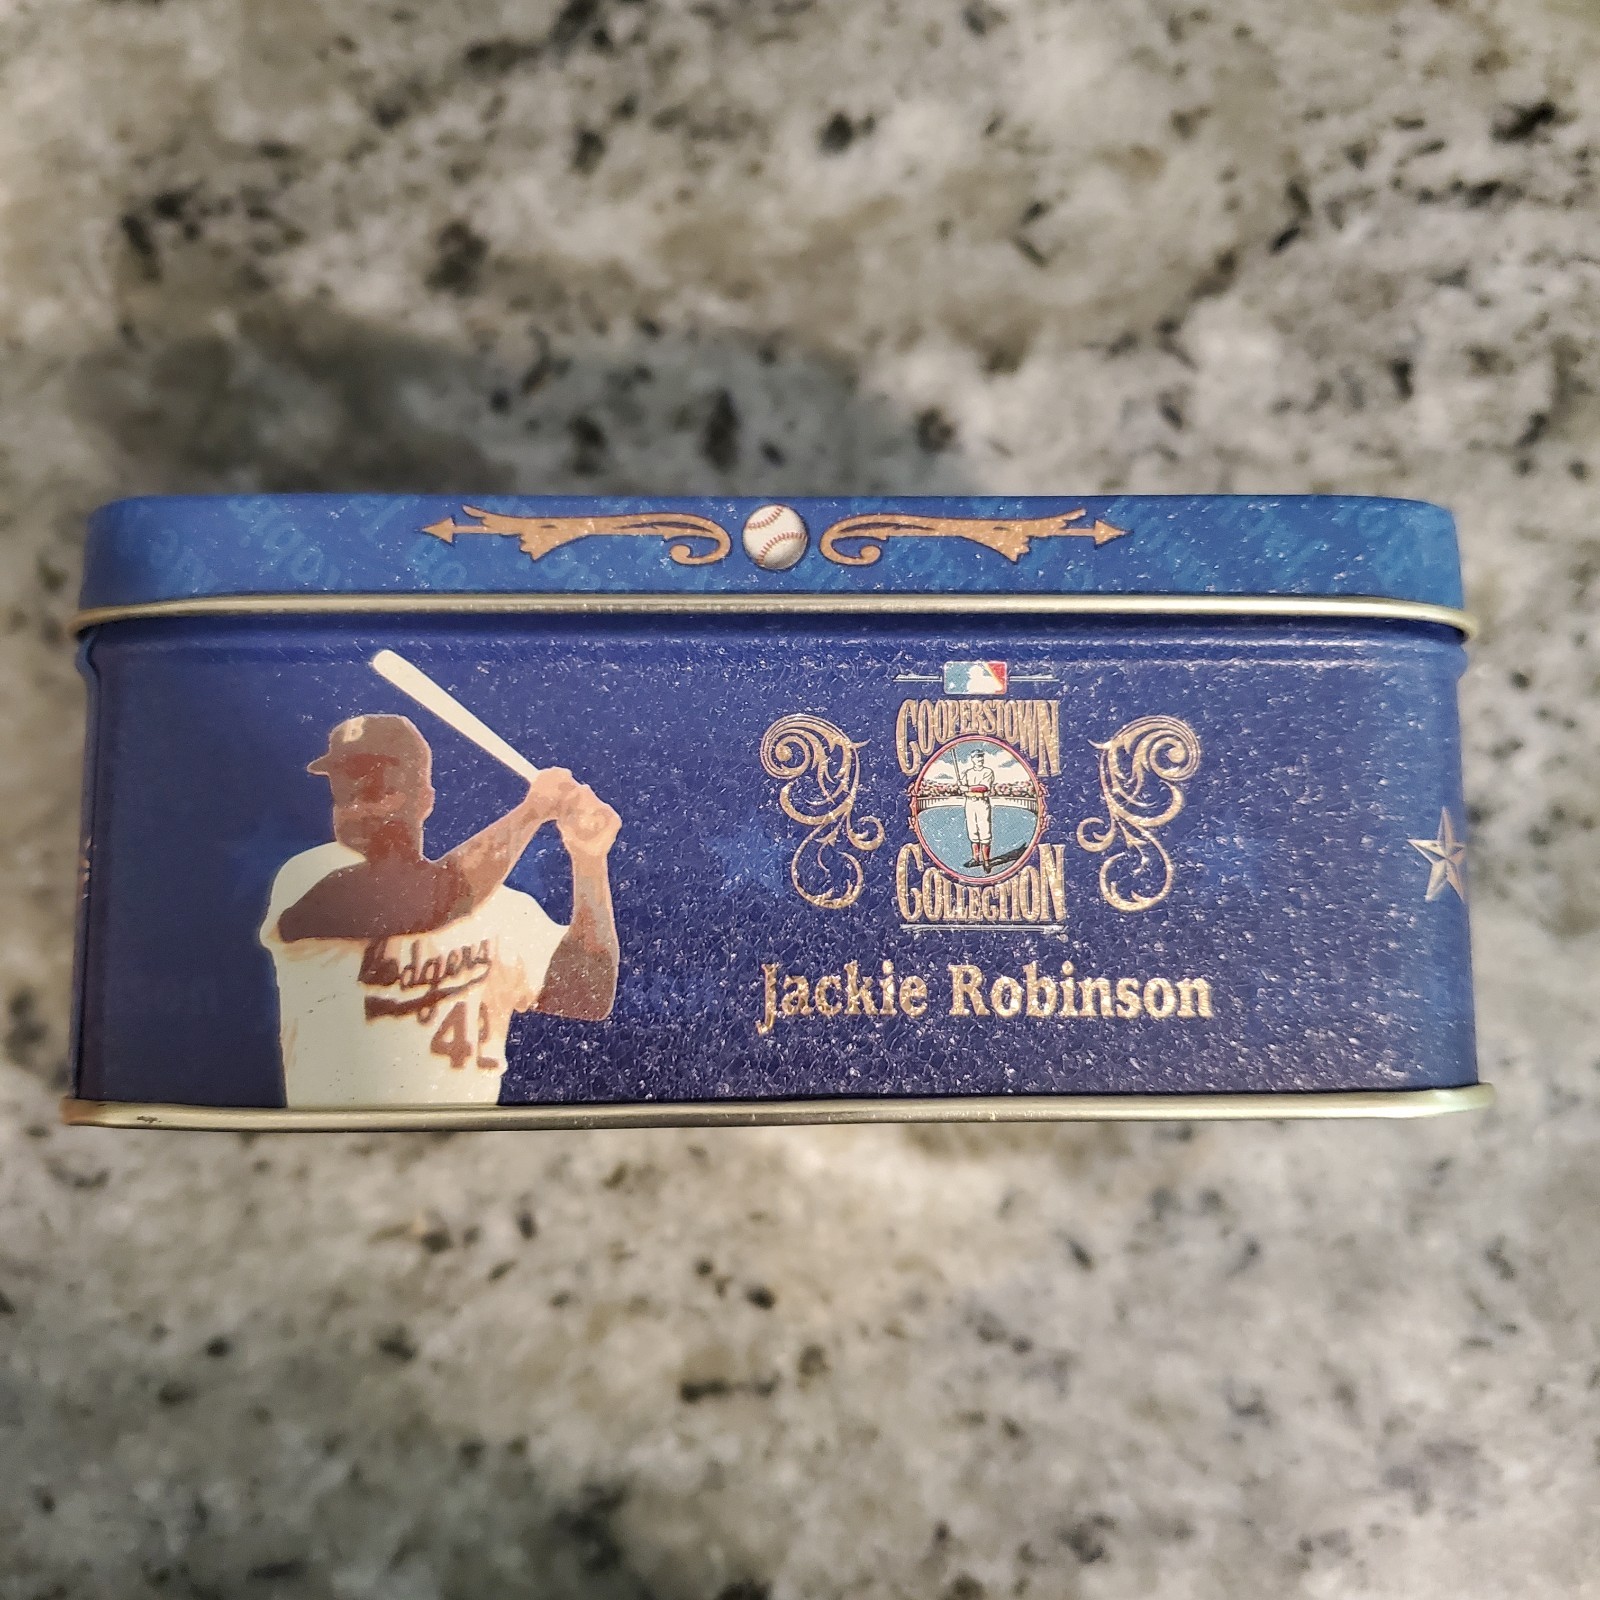 B
COOPERSTOWN
COLLECTION
Dodgers
42
Jackie Robinson